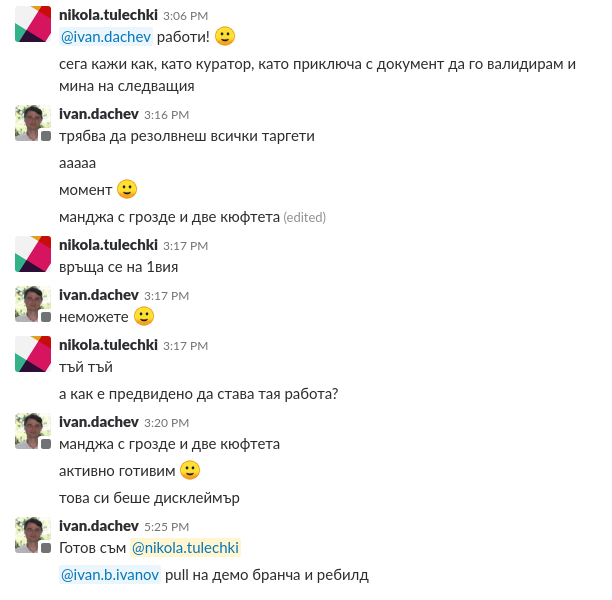 nikola.tulechki 3:06 PM
@ivan.dachev работи!
сега кажи как, като куратор, като приключа с документ да го валидирам и
мина на следващия
ivan.dachev 3:16 PM
трябва да резолвнеш всички таргети
ааааа
момент
манджа с грозде и две кюфтета (edited)
nikola.tulechki 3:17 PM
връща се на 1вия
ivan.dachev 3:17 PM
неможете
nikola.tulechki 3:17 PM
тъй тъй
а как е предвидено да става тая работа?
ivan.dachev 3:20 PM
манджа с грозде и две кюфтета
активно готивим
това си беше дисклеймър
ivan.dachev 5:25 PM
Готов съм @nikola.tulechki
@ivan.b.ivanov pull на демо бранча и ребилд